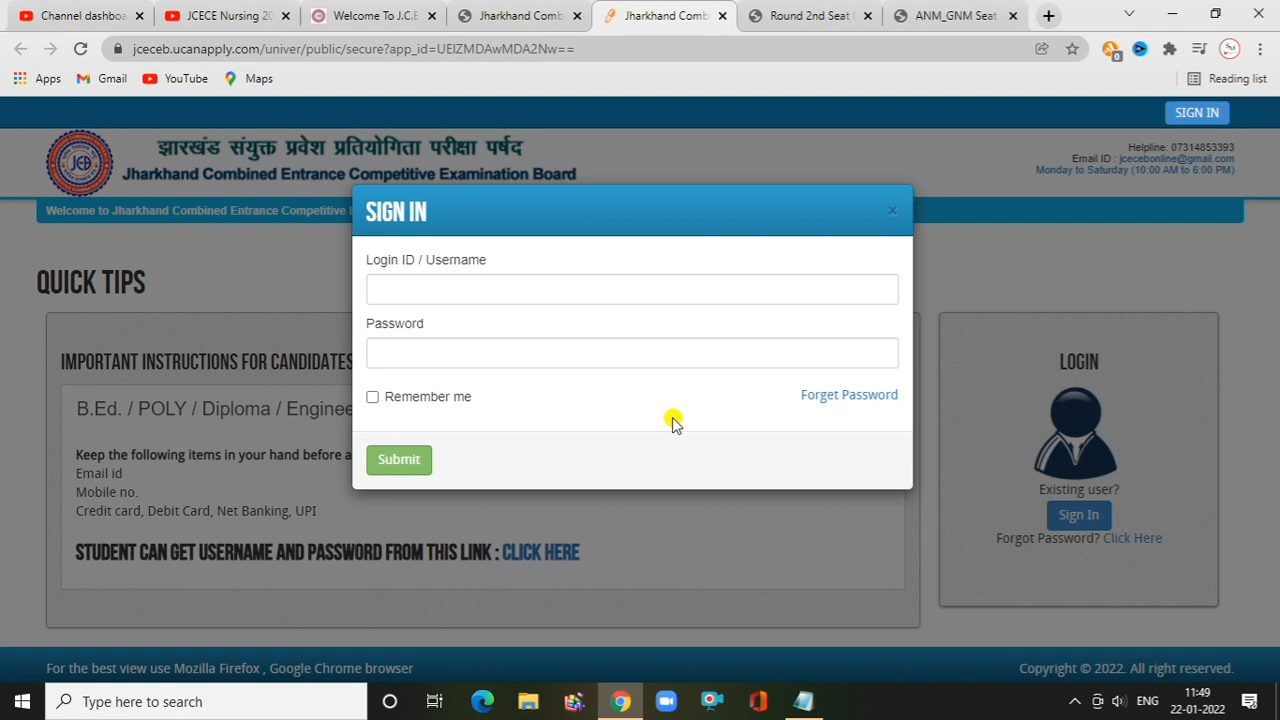 Channel dashboa
JCECE Nursing 20
Welcome To J.C.E
Jharkhand Comb
Jharkhand Comb
Round 2nd Seat
ANM_GNM Seat
jceceb.ucanapply.com/univer/public/secure?app_id=UElZMDAwMDA2Nw==
0
Apps
Gmail
YouTube
Maps
Reading list
SIGN IN
झारखंड संयुक्त प्रवेश प्रतियोगिता परीक्षा पर्षद
Jharkhand Combined Entrance Competitive Examination Board
Helpline: 07314853393
Email ID : jcecebonline@gmail.com
Monday to Saturday (10:00 AM to 6:00 PM)
Welcome to Jharkhand Combined Entrance Competitive
SIGN IN
×
Login ID / Username
Password
Remember me
Forget Password
Submit
QUICK TIPS
IMPORTANT INSTRUCTIONS FOR CANDIDATES
B.Ed. / POLY / Diploma / Enginee
Keep the following items in your hand before a
Email id
Mobile no.
Credit card, Debit Card, Net Banking, UPI
STUDENT CAN GET USERNAME AND PASSWORD FROM THIS LINK : CLICK HERE
LOGIN
Existing user?
Sign In
Forgot Password? Click Here
For the best view use Mozilla Firefox , Google Chrome browser
Copyright © 2022. All right reserved.
Type here to search
ENG
11:49
22-01-2022